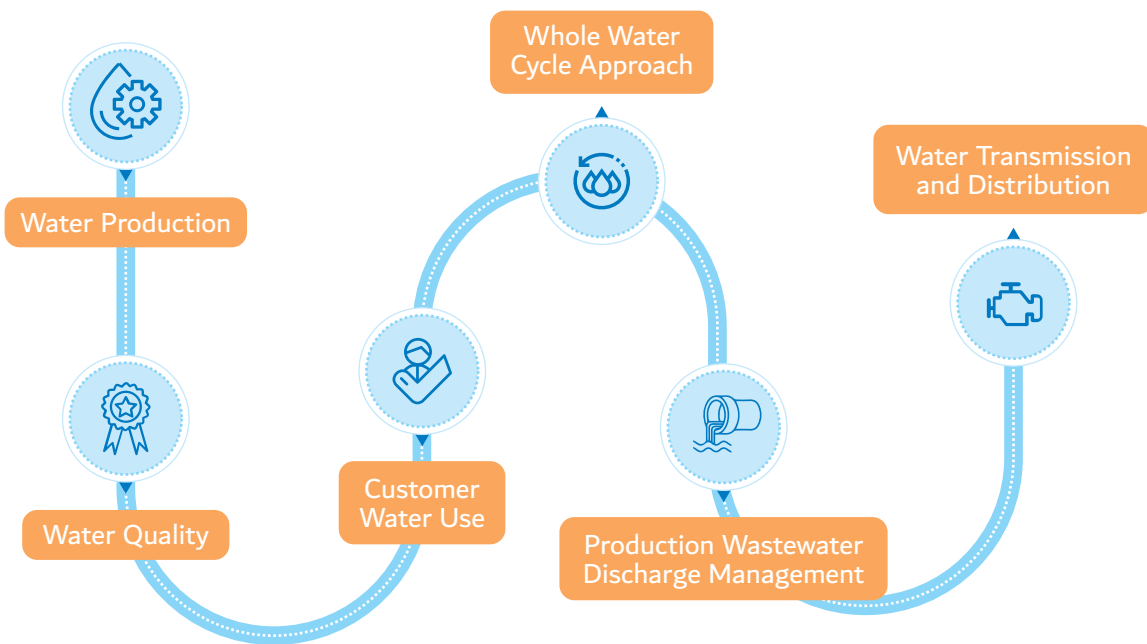 Whole Water
Cycle Approach
Water Transmission
and Distribution
Water Production
Customer
Water Use
Water Quality
Production Wastewater
Discharge Management